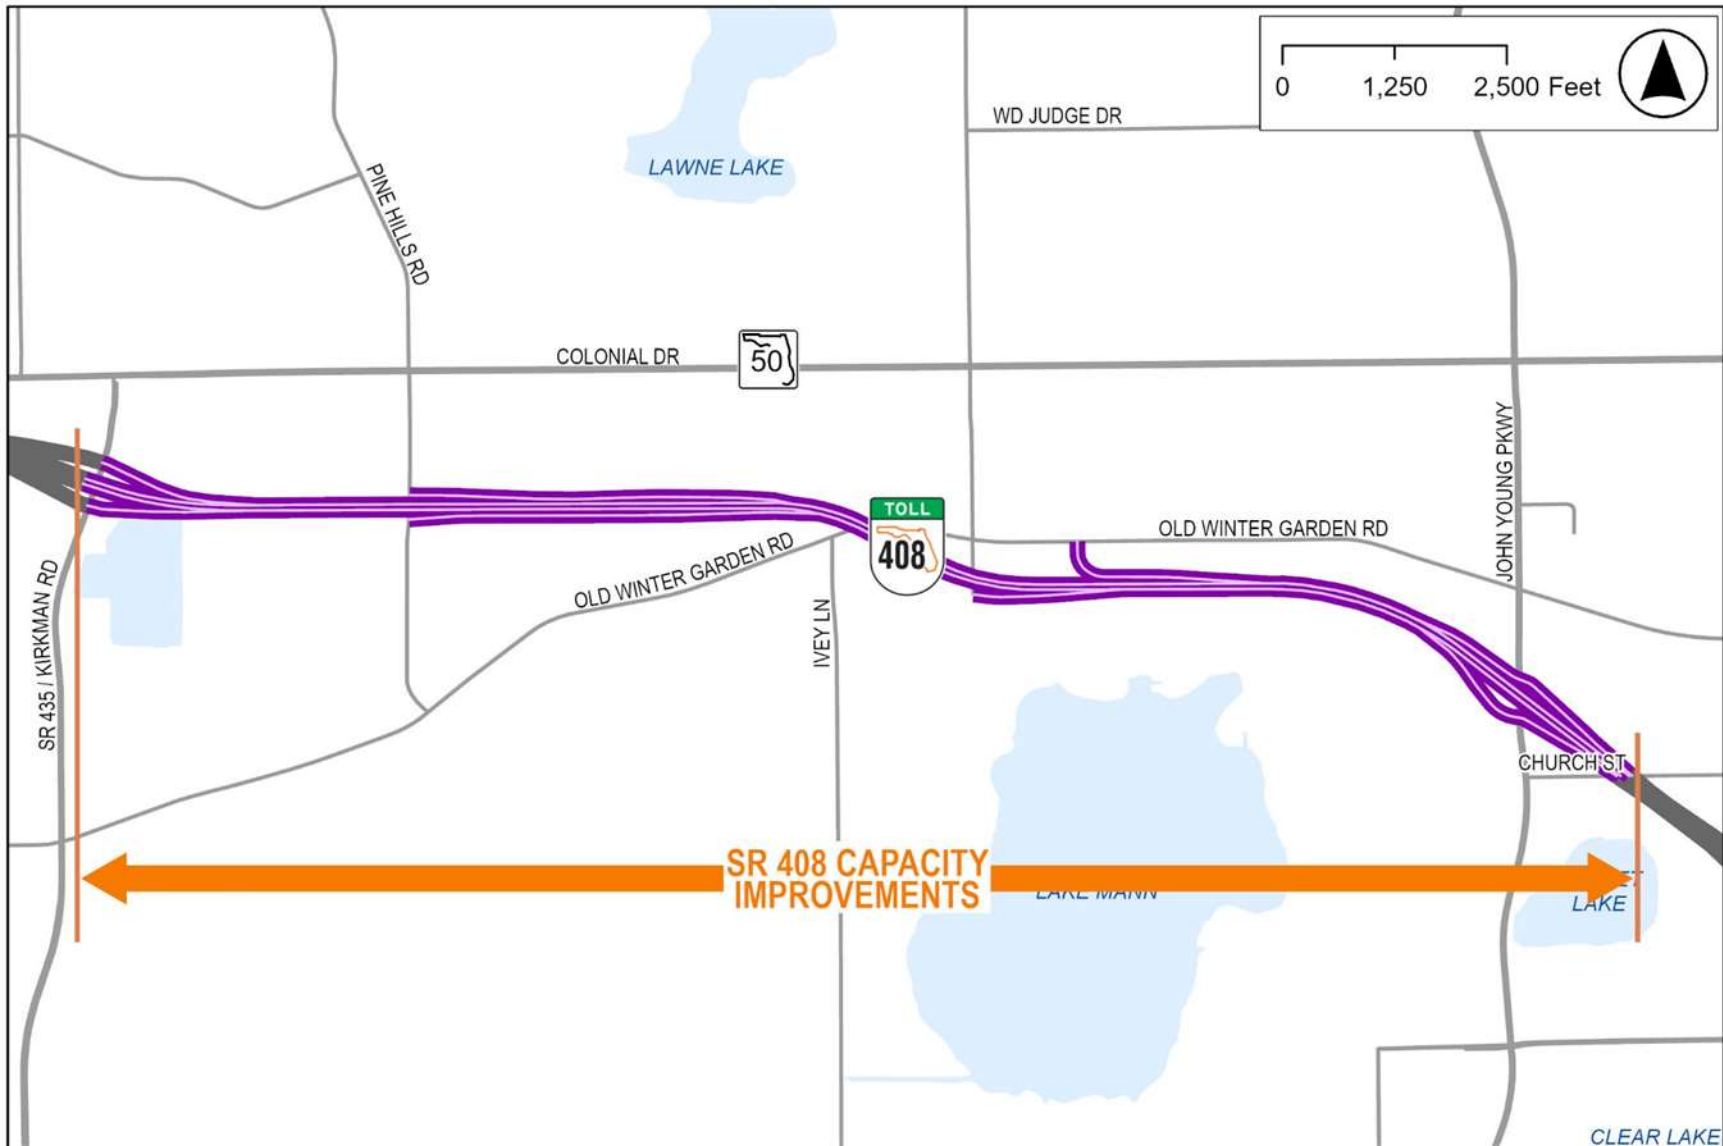 0 1,250 2,500 Feet
WD JUDGE DR
LAWNE LAKE
PINE HILLS RD
COLONIAL DR
50
JOHN YOUNG PKWY
TOLL
408
OLD WINTER GARDEN RD
OLD WINTER GARDEN RD
SR 435 / KIRKMAN RD
IVEY LN
CHURCH ST
SR 408 CAPACITY
IMPROVEMENTS
LAKE MANN
LAKE
CLEAR LAKE